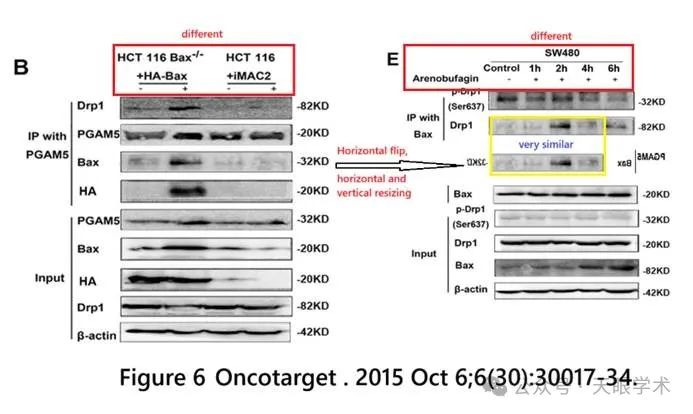 different
different
B
HCT 116 Bax-/-
HCT 116
+HA-Bax
+iMAC2
-
+
-
+
IP with
PGAM5
Drp1
-82KD
PGAM5
-20KD
Bax
-32KD
HA
-20KD
Input
PGAM5
-32KD
Bax
-20KD
HA
-20KD
Drp1
-82KD
β-actin
-42KD
Horizontal flip,
horizontal and
vertical resizing
E
SW480
Control 1h 2h 4h 6h
Arenobufagin - + + + +
IP with
Bax
p-Drp1
(Ser637)
-32KD
Drp1
-82KD
very similar
-32KD
Bax
PGAM5
Bax
-20KD
Input
p-Drp1
(Ser637)
-32KD
Drp1
-20KD
Bax
-82KD
β-actin
-42KD
Figure 6 Oncotarget . 2015 Oct 6;6(30):30017-34.
公众号 · 天眼学术